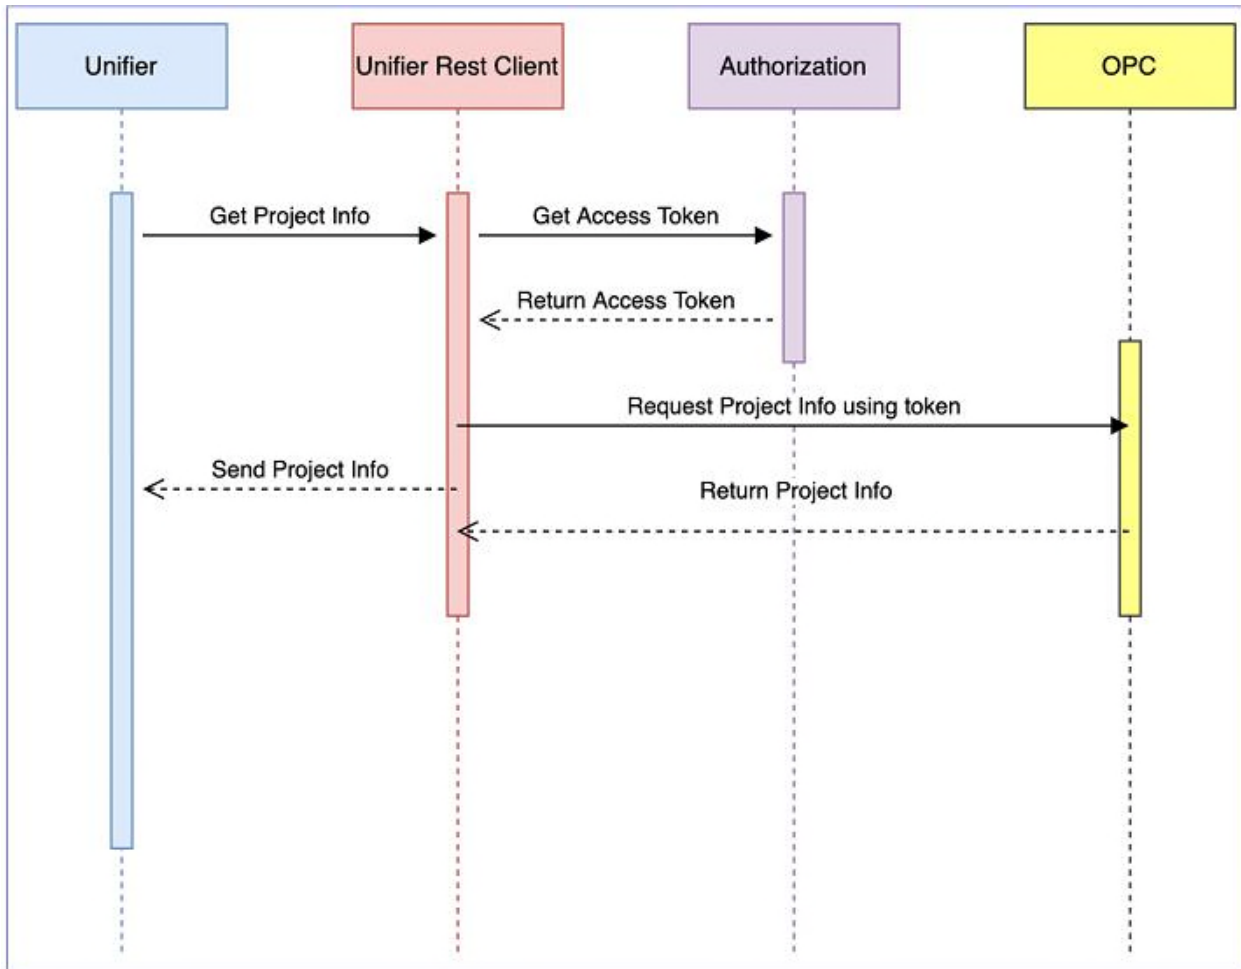 Unifier
Unifier Rest Client
Authorization
OPC
Get Project Info
Get Access Token
Return Access Token
Request Project Info using token
Send Project Info
Return Project Info